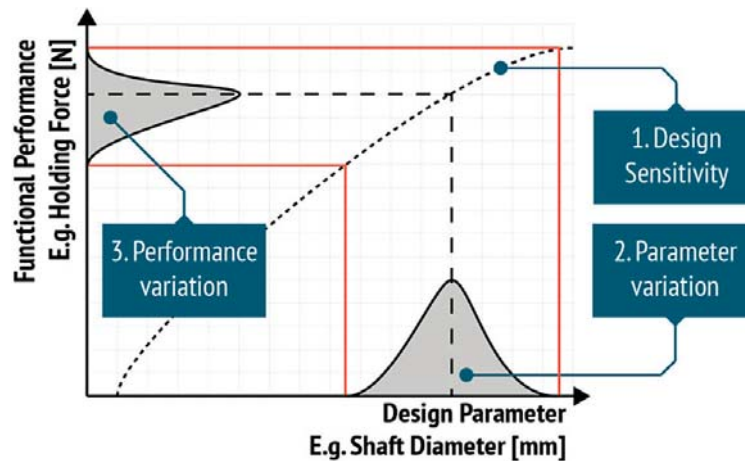 Functional Performance
E.g. Holding Force [N]
1. Design
Sensitivity
3. Performance
variation
2. Parameter
variation
Design Parameter
E.g. Shaft Diameter [mm]